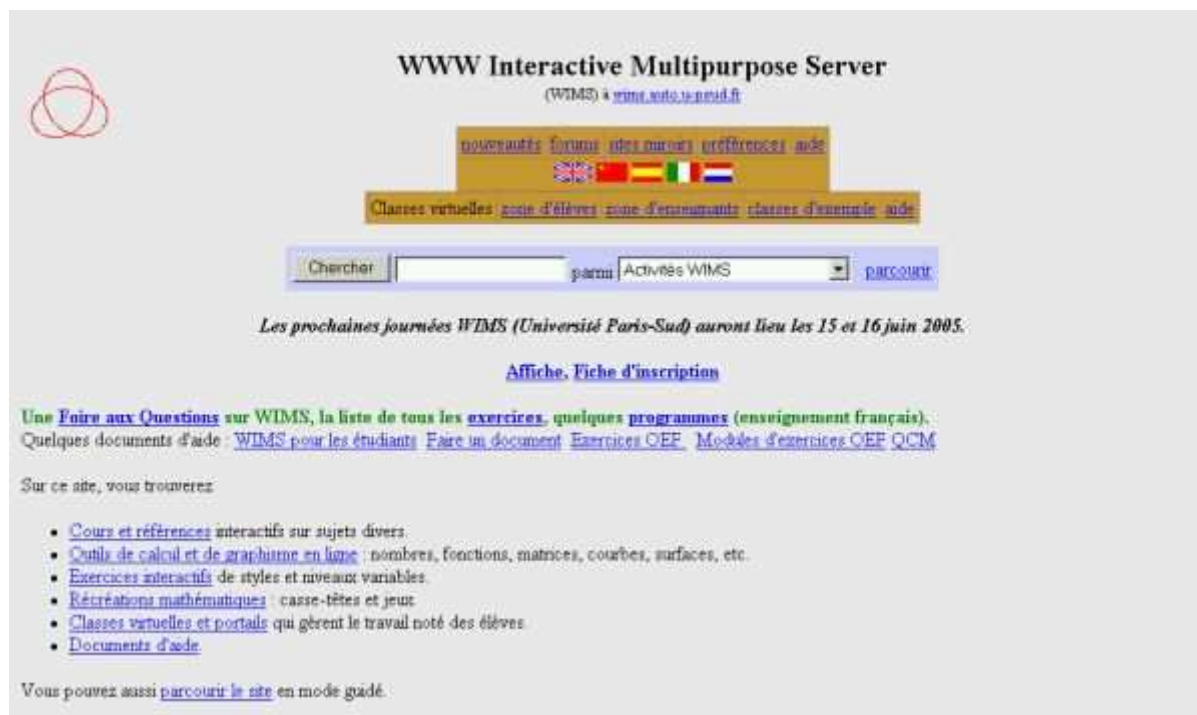 WWW Interactive Multipurpose Server
(WIMS) à wims.auto.u-psud.fr
nouveautés forums sites miroirs préférences aide
Classes virtuelles zone d'élèves zone d'enseignants classes d'exemple aide
Chercher parmi Activités WIMS parcourir
Les prochaines journées WIMS (Université Paris-Sud) auront lieu les 15 et 16 juin 2005.
Affiche, Fiche d'inscription
Une Foire aux Questions sur WIMS, la liste de tous les exercices, quelques programmes (enseignement français).
Quelques documents d'aide : WIMS pour les étudiants Faire un document Exercices OEF Modules d'exercices OEF QCM
Sur ce site, vous trouverez
• Cours et références interactifs sur sujets divers.
• Outils de calcul et de graphisme en ligne : nombres, fonctions, matrices, courbes, surfaces, etc.
• Exercices interactifs de styles et niveaux variables.
• Récréations mathématiques : casse-têtes et jeux
• Classes virtuelles et portails qui gèrent le travail noté des élèves.
• Documents d'aide.
Vous pouvez aussi parcourir le site en mode guidé.